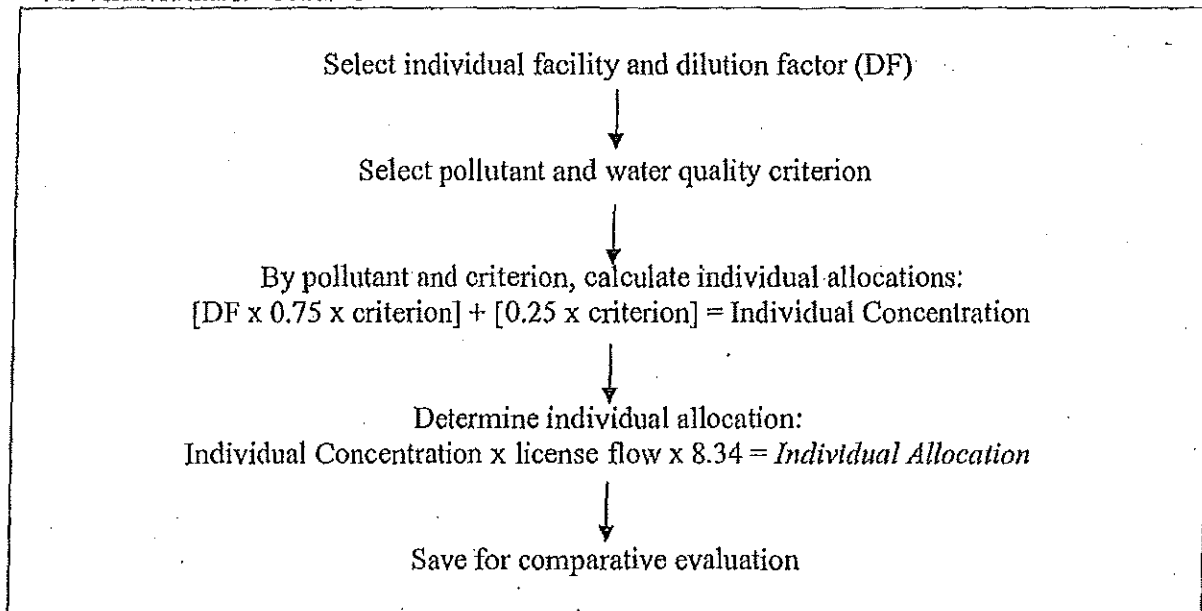 Select individual facility and dilution factor (DF)
Select pollutant and water quality criterion
By pollutant and criterion, calculate individual allocations:
[DF x 0.75 x criterion] + [0.25 x criterion] = Individual Concentration
Determine individual allocation:
Individual Concentration x license flow x 8.34 = Individual Allocation
Save for comparative evaluation